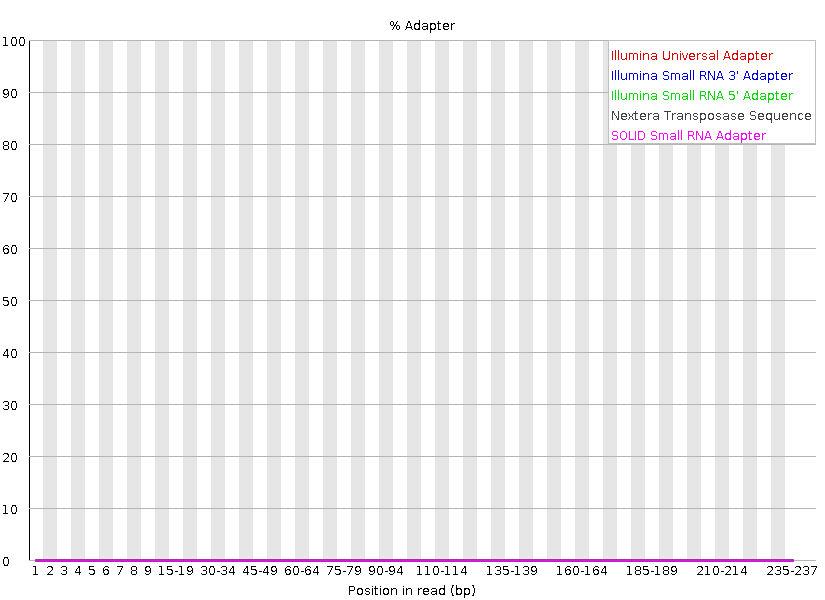 % Adapter
100
90
80
70
60
50
40
30
20
10
0
Illumina Universal Adapter
Illumina Small RNA 3' Adapter
Illumina Small RNA 5' Adapter
Nextera Transposase Sequence
SOLID Small RNA Adapter
1 2 3 4 5 6 7 8 9 15-19 30-34 45-49 60-64 75-79 90-94 110-114 135-139 160-164 185-189 210-214 235-237
Position in read (bp)